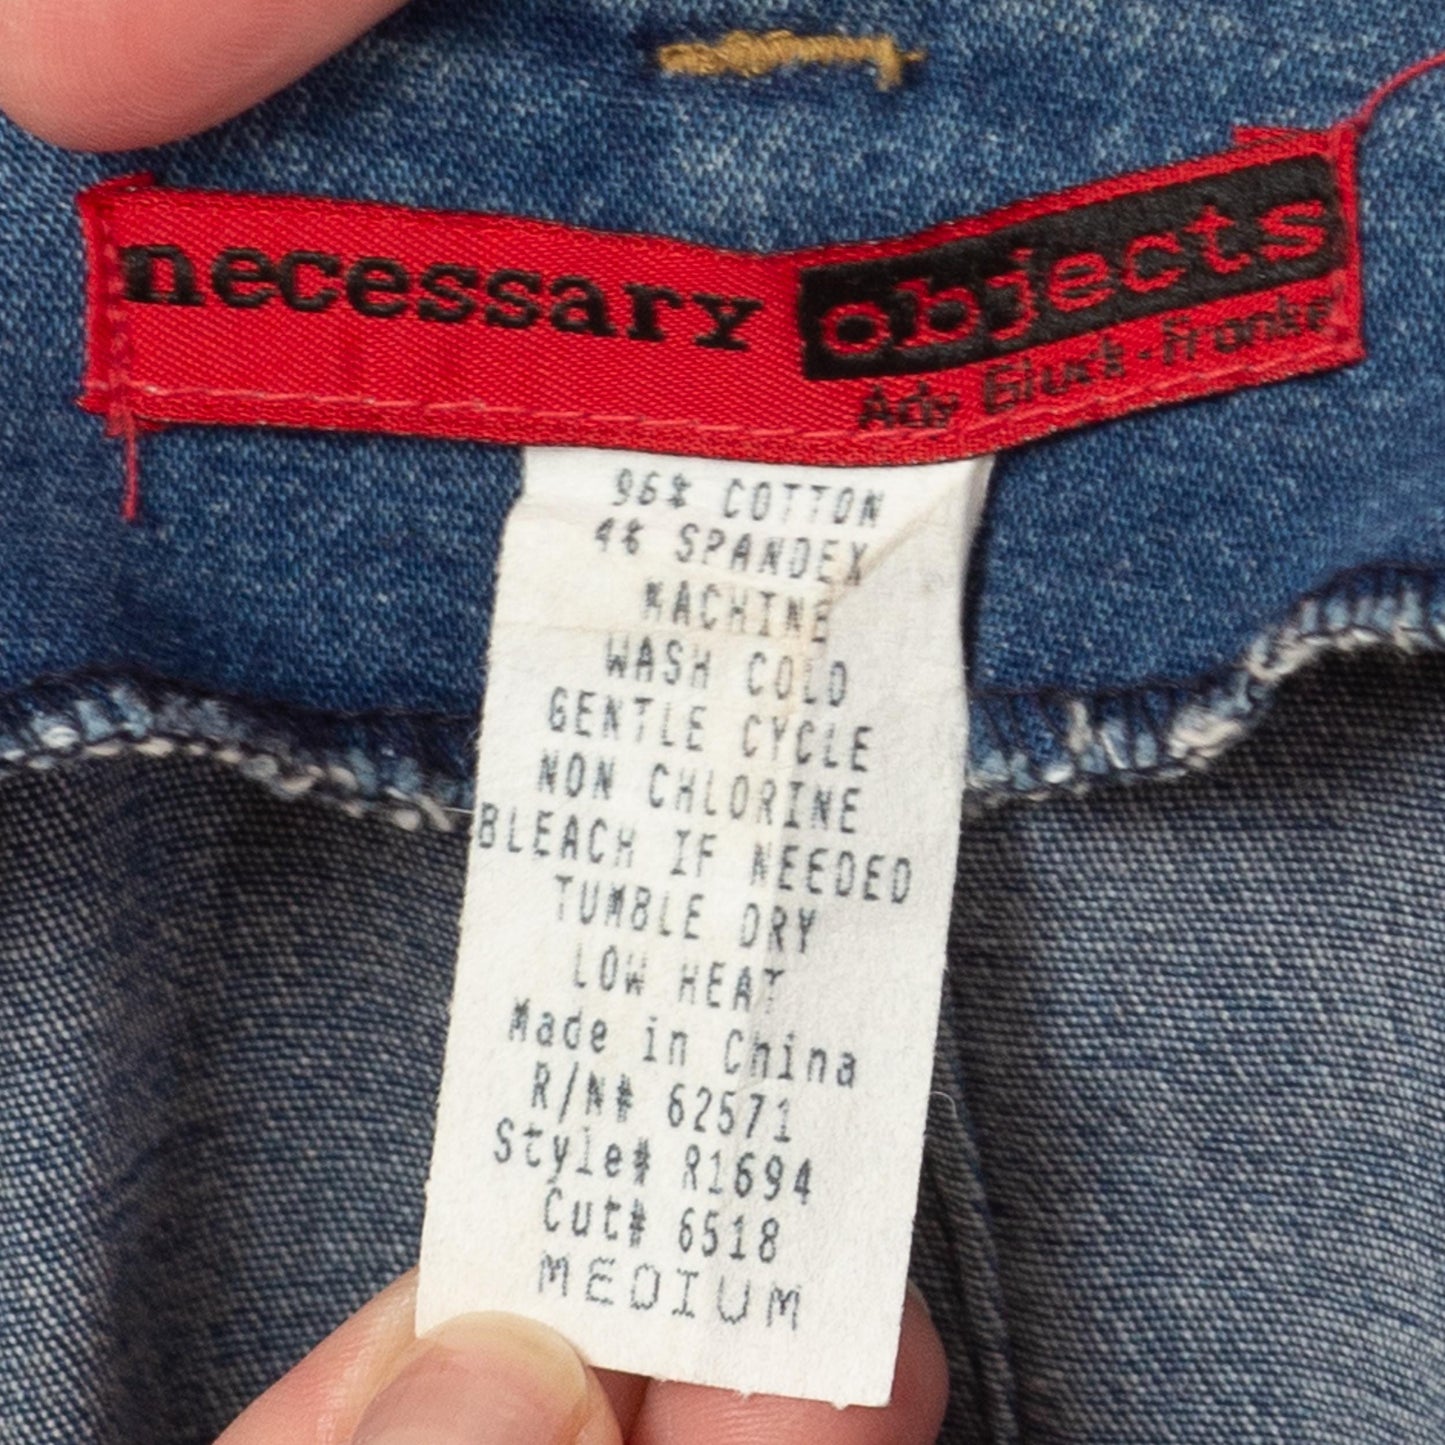 necessary objects
Ady Gluck-Frankel
96% COTTON
4% SPANDEX
MACHINE
WASH COLD
GENTLE CYCLE
NON CHLORINE
BLEACH IF NEEDED
TUMBLE DRY
LOW HEAT
Made in China
R/N# 62571
Style# R1694
Cut# 6518
MEDIUM